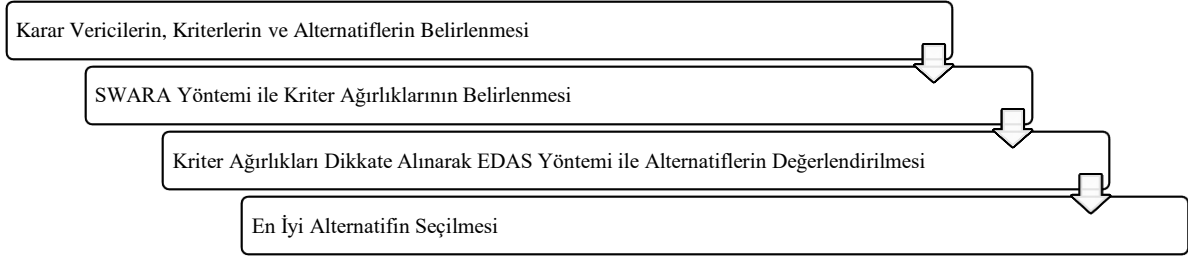 Karar Vericilerin, Kriterlerin ve Alternatiflerin Belirlenmesi
SWARA Yöntemi ile Kriter Ağırlıklarının Belirlenmesi
Kriter Ağırlıkları Dikkate Alınarak EDAS Yöntemi ile Alternatiflerin Değerlendirilmesi
En İyi Alternatifin Seçilmesi